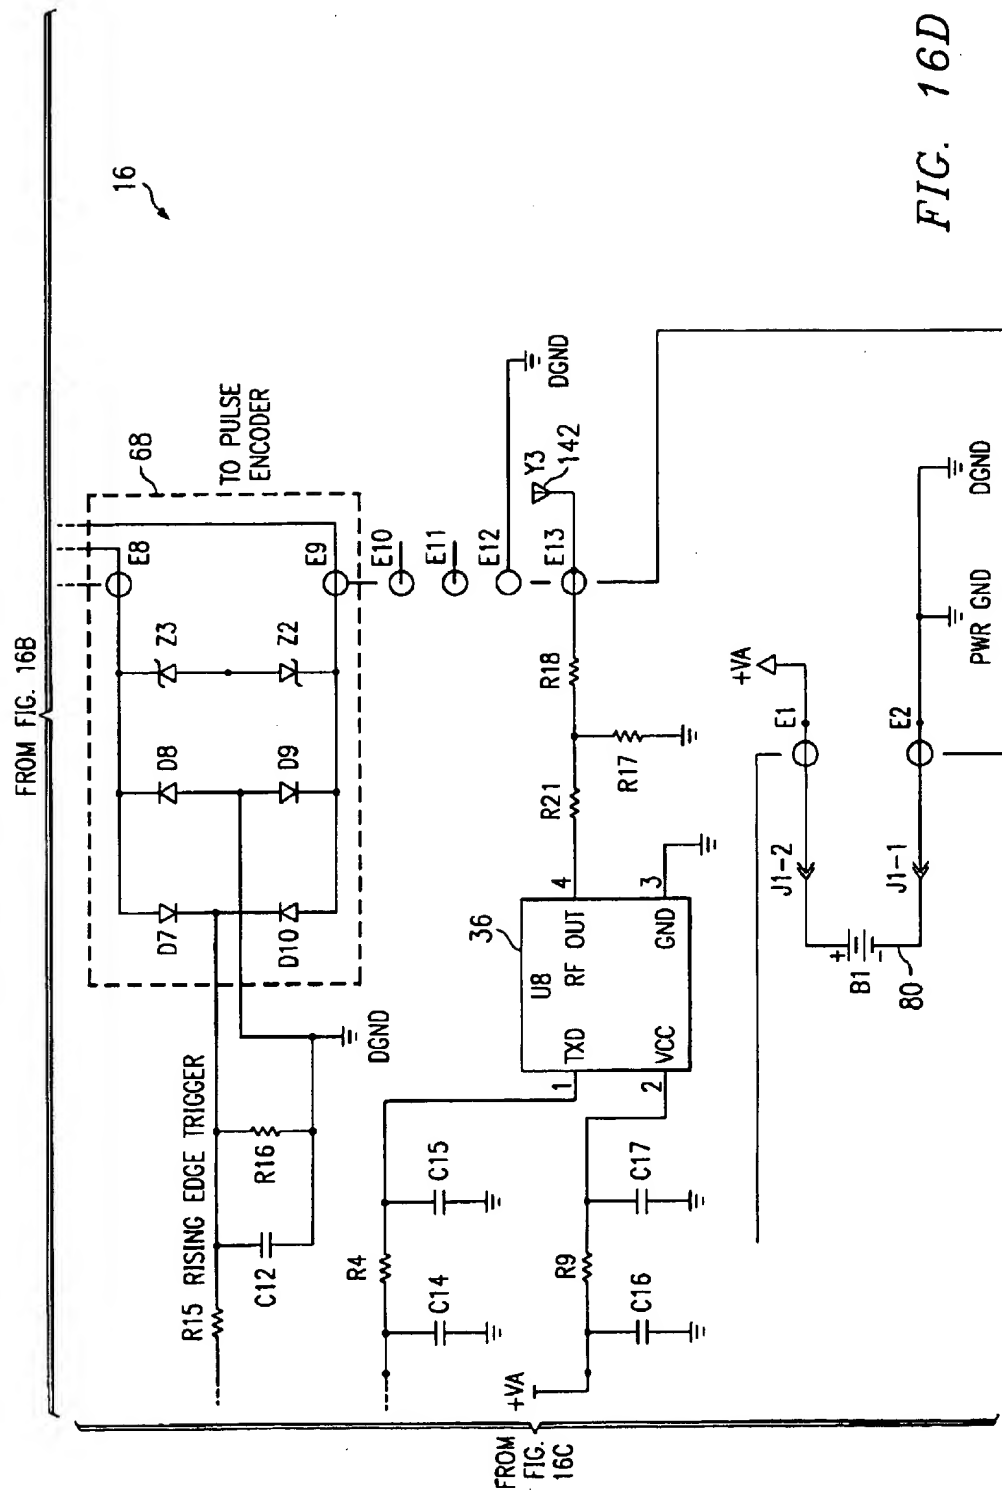 FROM FIG. 16B
16
68
TO PULSE
ENCODER
E8
Z3
D8
D7
E9
Z2
D9
D10
R15 RISING EDGE TRIGGER
C12
R16
DGND
E10
E11
E12
DGND
E13
Y3
142
R18
R21
R17
R4
C14
C15
36
U8
1
TXD
RF OUT
4
2
VCC
GND
3
+VA
R9
C16
C17
+VA
E1
J1-2
+
B1
-
80
J1-1
E2
PWR GND
DGND
FROM
FIG.
16C
FIG. 16D